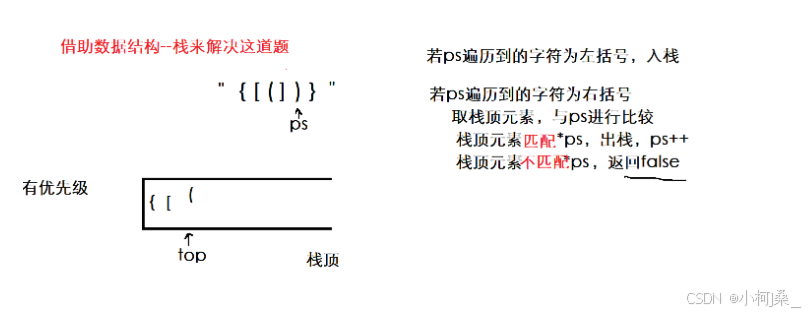 借助数据结构--栈来解决这道题
" { [ ( ] ) } "
ps
有优先级
{ [ (
top
栈顶
若ps遍历到的字符为左括号，入栈
若ps遍历到的字符为右括号
取栈顶元素，与ps进行比较
栈顶元素匹配*ps，出栈，ps++
栈顶元素不匹配*ps，返回false
CSDN @小柯J桑_